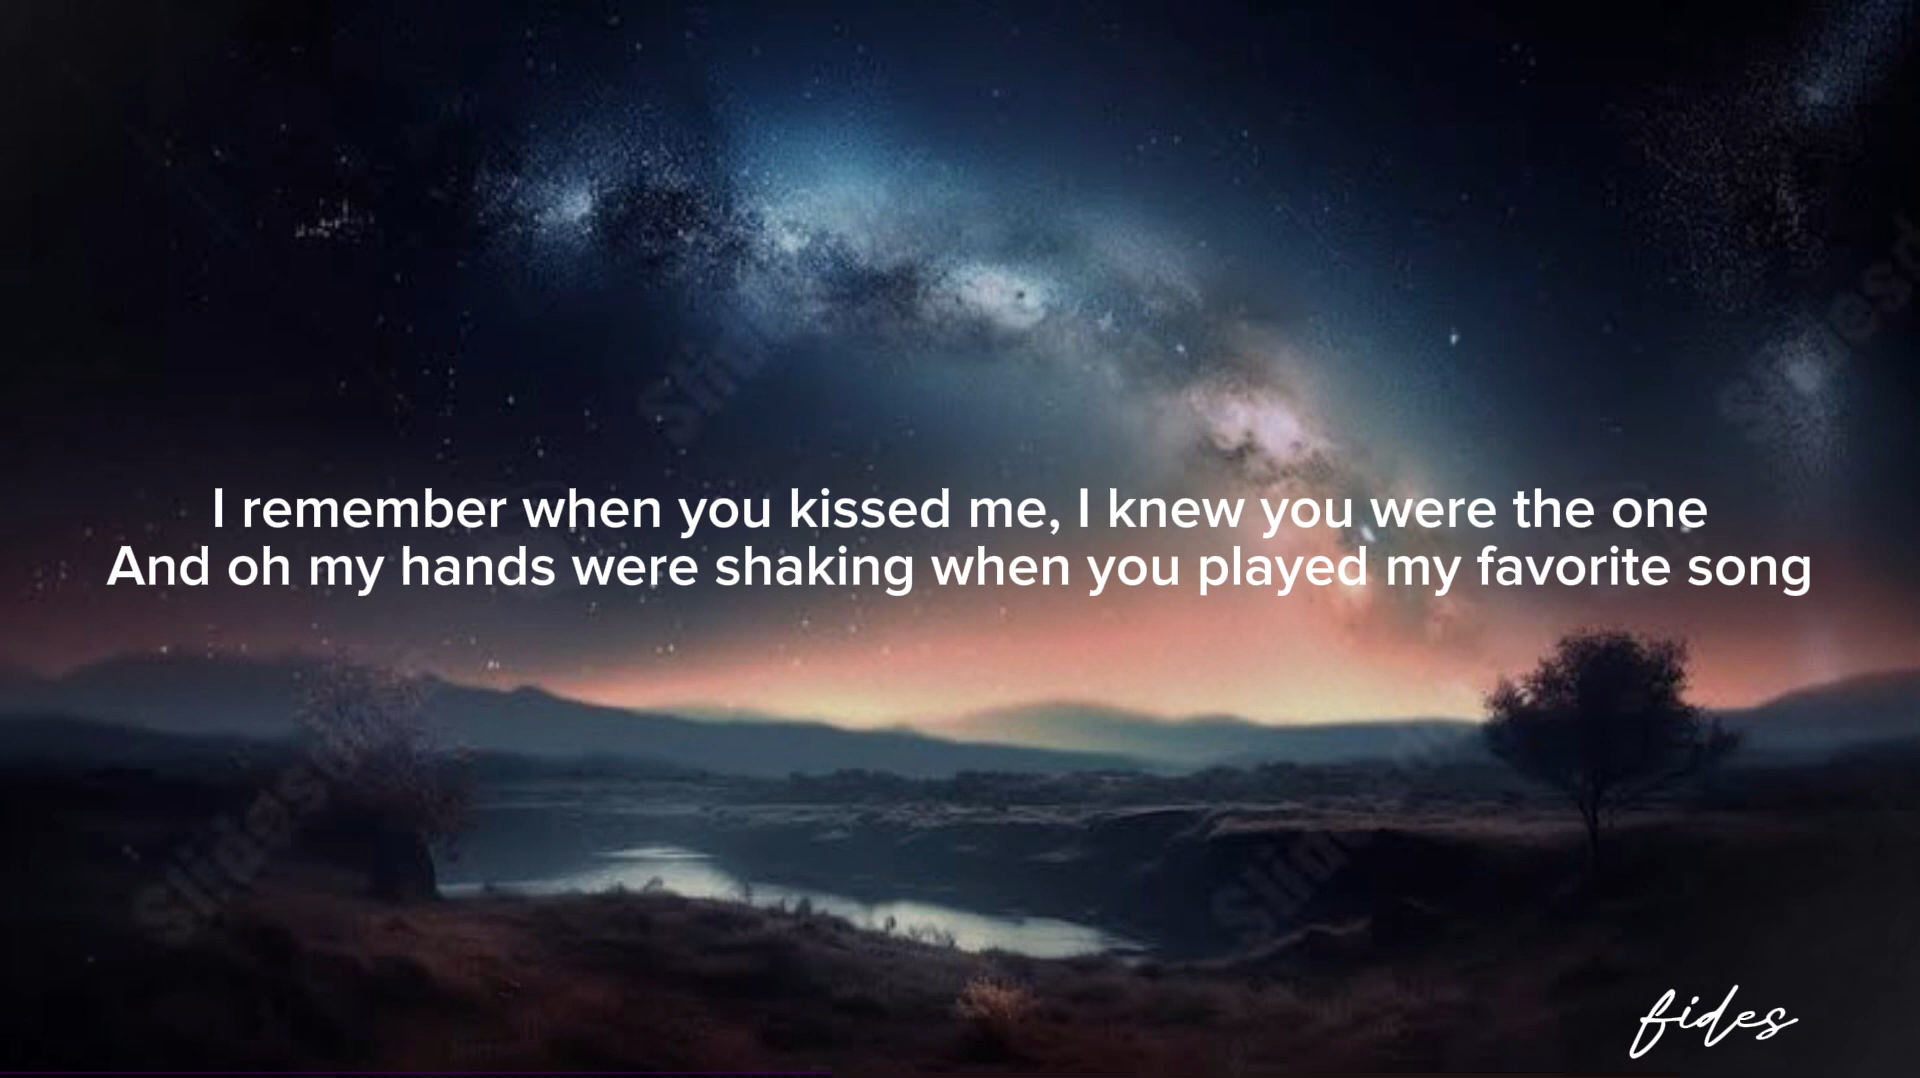 I remember when you kissed me, I knew you were the one
And oh my hands were shaking when you played my favorite song
fides